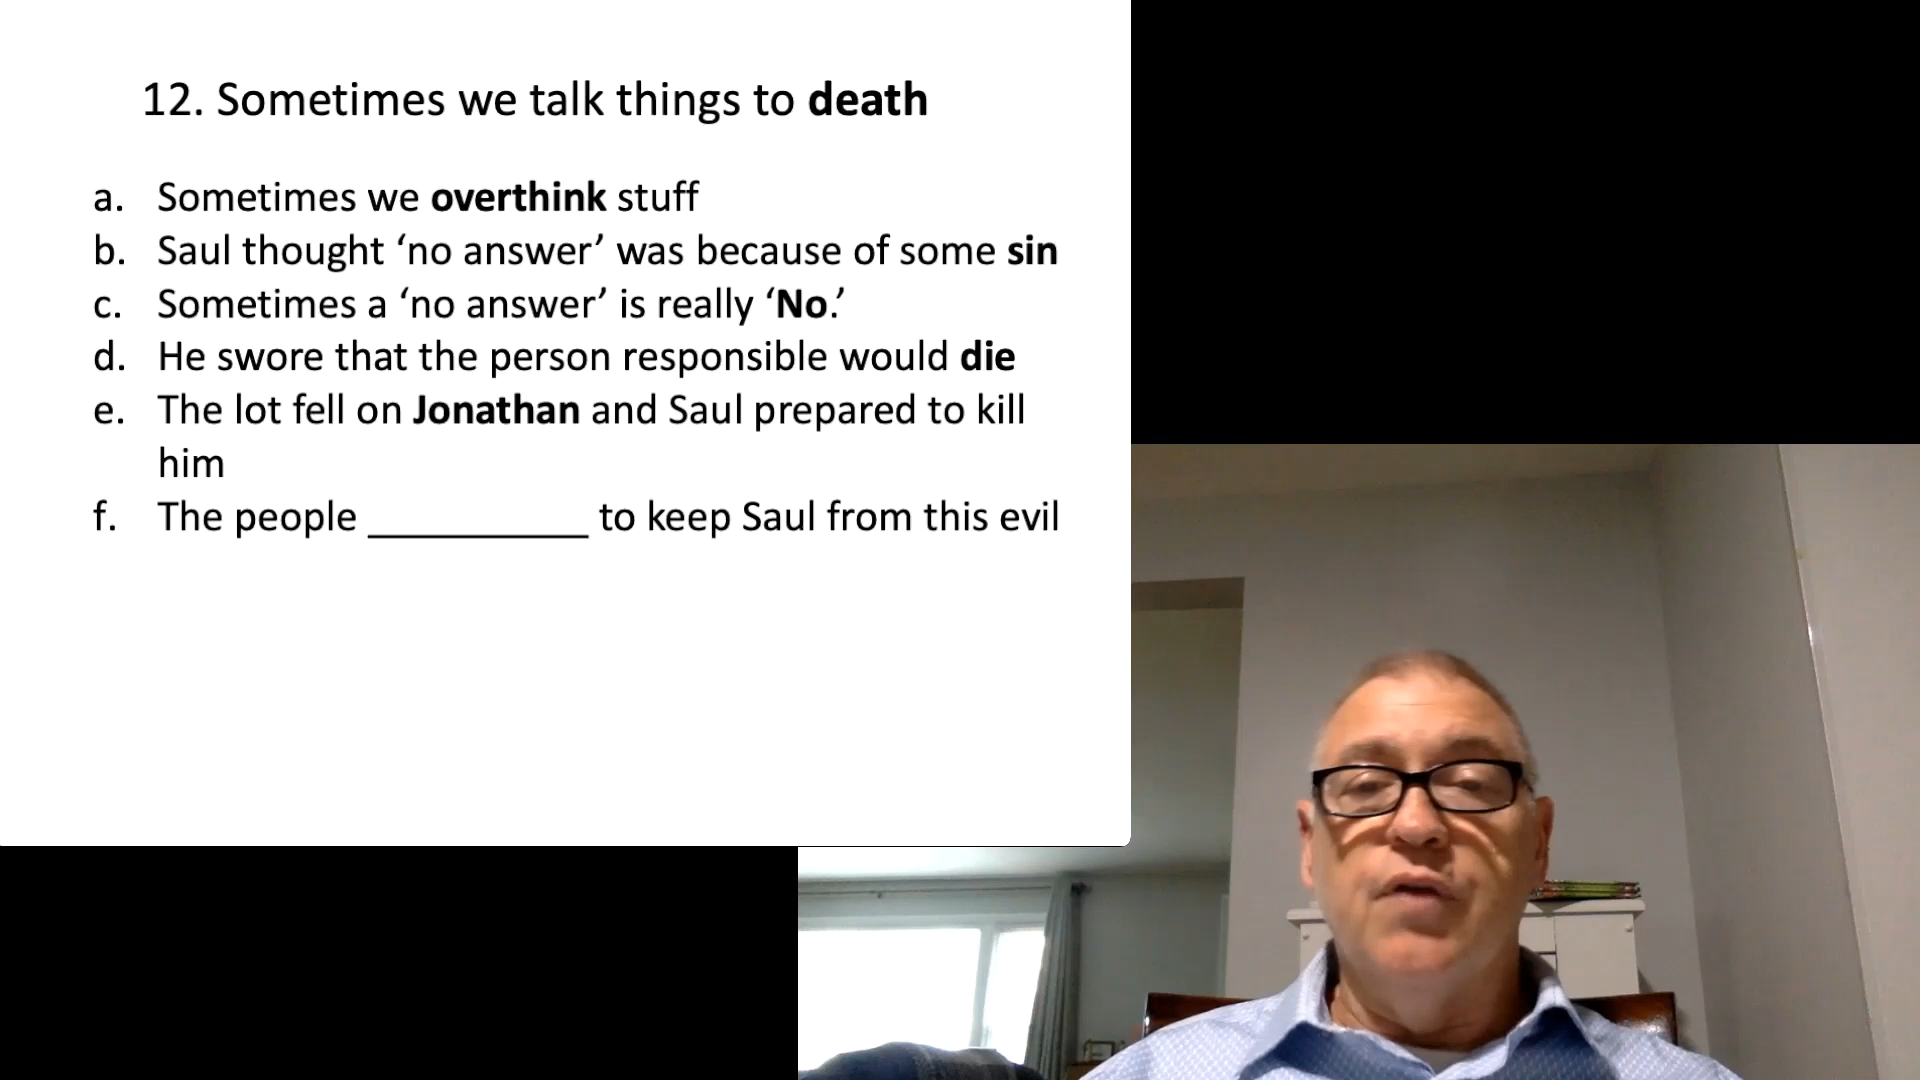 12. Sometimes we talk things to death
a. Sometimes we overthink stuff
b. Saul thought ‘no answer’ was because of some sin
c. Sometimes a ‘no answer’ is really ‘No.’
d. He swore that the person responsible would die
e. The lot fell on Jonathan and Saul prepared to kill
him
f. The people __________ to keep Saul from this evil